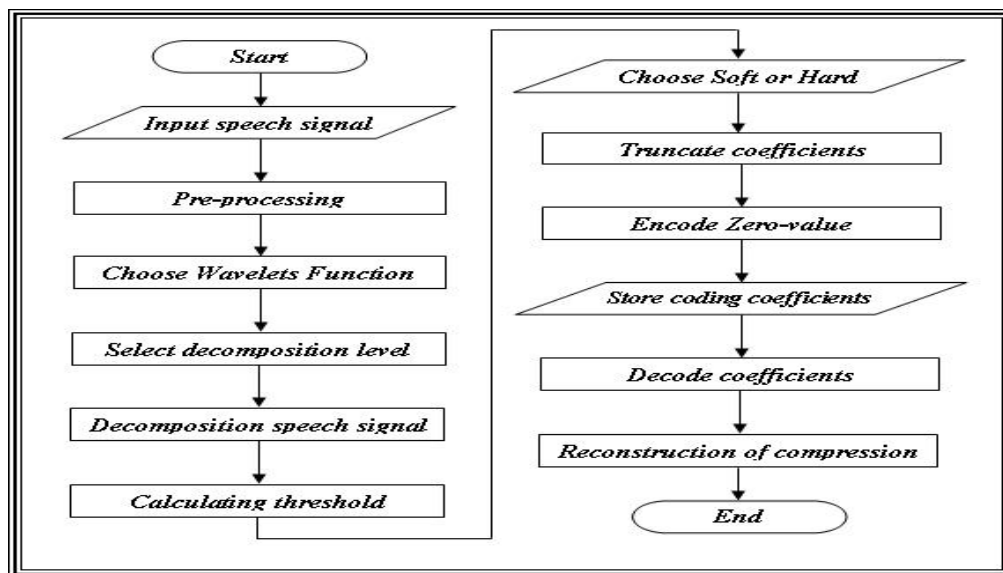 Start
Input speech signal
Pre-processing
Choose Wavelets Function
Select decomposition level
Decomposition speech signal
Calculating threshold
Choose Soft or Hard
Truncate coefficients
Encode Zero-value
Store coding coefficients
Decode coefficients
Reconstruction of compression
End